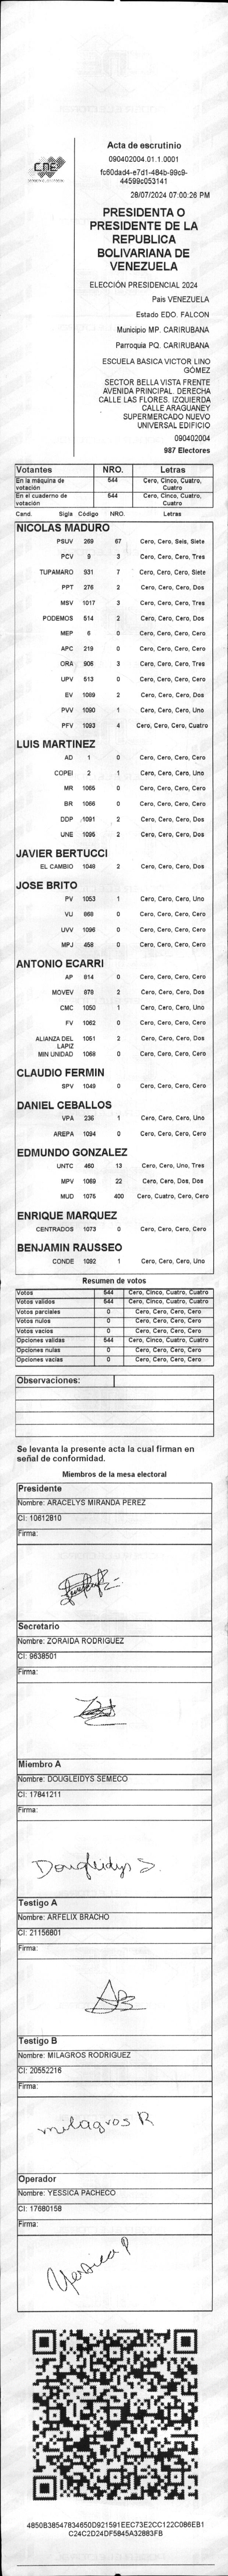 CNE
Acta de escrutinio
090402004.01.1.0001
fc60dad4-e7d1-484b-99c9-
44599c053141
28/07/2024 07:00:26 PM
PRESIDENTA O
PRESIDENTE DE LA
REPUBLICA
BOLIVARIANA DE
VENEZUELA
ELECCIÓN PRESIDENCIAL 2024
Pais VENEZUELA
Estado EDO. FALCON
Municipio MP. CARIRUBANA
Parroquia PQ. CARIRUBANA
ESCUELA BASICA VICTOR LINO
GÓMEZ
SECTOR BELLA VISTA FRENTE
AVENIDA PRINCIPAL. DERECHA
CALLE LAS FLORES. IZQUIERDA
CALLE ARAGUANEY
SUPERMERCADO NUEVO
UNIVERSAL EDIFICIO
090402004
987 Electores
Votantes NRO. Letras
En la máquina de votación 544 Cero, Cinco, Cuatro, Cuatro
En el cuaderno de votación 544 Cero, Cinco, Cuatro, Cuatro
Cand. Sigla Código NRO. Letras
NICOLAS MADURO
PSUV 269 67 Cero, Cero, Seis, Siete
PCV 9 3 Cero, Cero, Cero, Tres
TUPAMARO 931 7 Cero, Cero, Cero, Siete
PPT 276 2 Cero, Cero, Cero, Dos
MSV 1017 3 Cero, Cero, Cero, Tres
PODEMOS 514 2 Cero, Cero, Cero, Dos
MEP 6 0 Cero, Cero, Cero, Cero
APC 219 0 Cero, Cero, Cero, Cero
ORA 906 3 Cero, Cero, Cero, Tres
UPV 513 0 Cero, Cero, Cero, Cero
EV 1089 2 Cero, Cero, Cero, Dos
PVV 1090 1 Cero, Cero, Cero, Uno
PFV 1093 4 Cero, Cero, Cero, Cuatro
LUIS MARTINEZ
AD 1 0 Cero, Cero, Cero, Cero
COPEI 2 1 Cero, Cero, Cero, Uno
MR 1065 0 Cero, Cero, Cero, Cero
BR 1066 0 Cero, Cero, Cero, Cero
DDP 1091 2 Cero, Cero, Cero, Dos
UNE 1095 2 Cero, Cero, Cero, Dos
JAVIER BERTUCCI
EL CAMBIO 1048 2 Cero, Cero, Cero, Dos
JOSE BRITO
PV 1053 1 Cero, Cero, Cero, Uno
VU 868 0 Cero, Cero, Cero, Cero
UVV 1096 0 Cero, Cero, Cero, Cero
MPJ 458 0 Cero, Cero, Cero, Cero
ANTONIO ECARRI
AP 814 0 Cero, Cero, Cero, Cero
MOVEV 879 2 Cero, Cero, Cero, Dos
CMC 1050 1 Cero, Cero, Cero, Uno
FV 1062 0 Cero, Cero, Cero, Cero
ALIANZA DEL LAPIZ 1051 2 Cero, Cero, Cero, Dos
MIN UNIDAD 1068 0 Cero, Cero, Cero, Cero
CLAUDIO FERMIN
SPV 1049 0 Cero, Cero, Cero, Cero
DANIEL CEBALLOS
VPA 236 1 Cero, Cero, Cero, Uno
AREPA 1094 0 Cero, Cero, Cero, Cero
EDMUNDO GONZALEZ
UNTC 460 13 Cero, Cero, Uno, Tres
MPV 1069 22 Cero, Cero, Dos, Dos
MUD 1075 400 Cero, Cuatro, Cero, Cero
ENRIQUE MARQUEZ
CENTRADOS 1073 0 Cero, Cero, Cero, Cero
BENJAMIN RAUSSEO
CONDE 1092 1 Cero, Cero, Cero, Uno
Resumen de votos
Votos 544 Cero, Cinco, Cuatro, Cuatro
Votos validos 544 Cero, Cinco, Cuatro, Cuatro
Votos parciales 0 Cero, Cero, Cero, Cero
Votos nulos 0 Cero, Cero, Cero, Cero
Votos vacios 0 Cero, Cero, Cero, Cero
Opciones validas 544 Cero, Cinco, Cuatro, Cuatro
Opciones nulas 0 Cero, Cero, Cero, Cero
Opciones vacías 0 Cero, Cero, Cero, Cero
Observaciones:
Se levanta la presente acta la cual firman en
señal de conformidad.
Miembros de la mesa electoral
Presidente
Nombre: ARACELYS MIRANDA PEREZ
CI: 10612810
Firma:
Secretario
Nombre: ZORAIDA RODRIGUEZ
CI: 9638501
Firma:
Miembro A
Nombre: DOUGLEIDYS SEMECO
CI: 17841211
Firma:
Dougleidys S.
Testigo A
Nombre: ARFELIX BRACHO
CI: 21156801
Firma:
Testigo B
Nombre: MILAGROS RODRIGUEZ
CI: 20552216
Firma:
milagros R
Operador
Nombre: YESSICA PACHECO
CI: 17680158
Firma:
Yessica P
4850B38547834650D921591EEC73E2CC122C086EB1
C24C2D24DF5845A32883FB